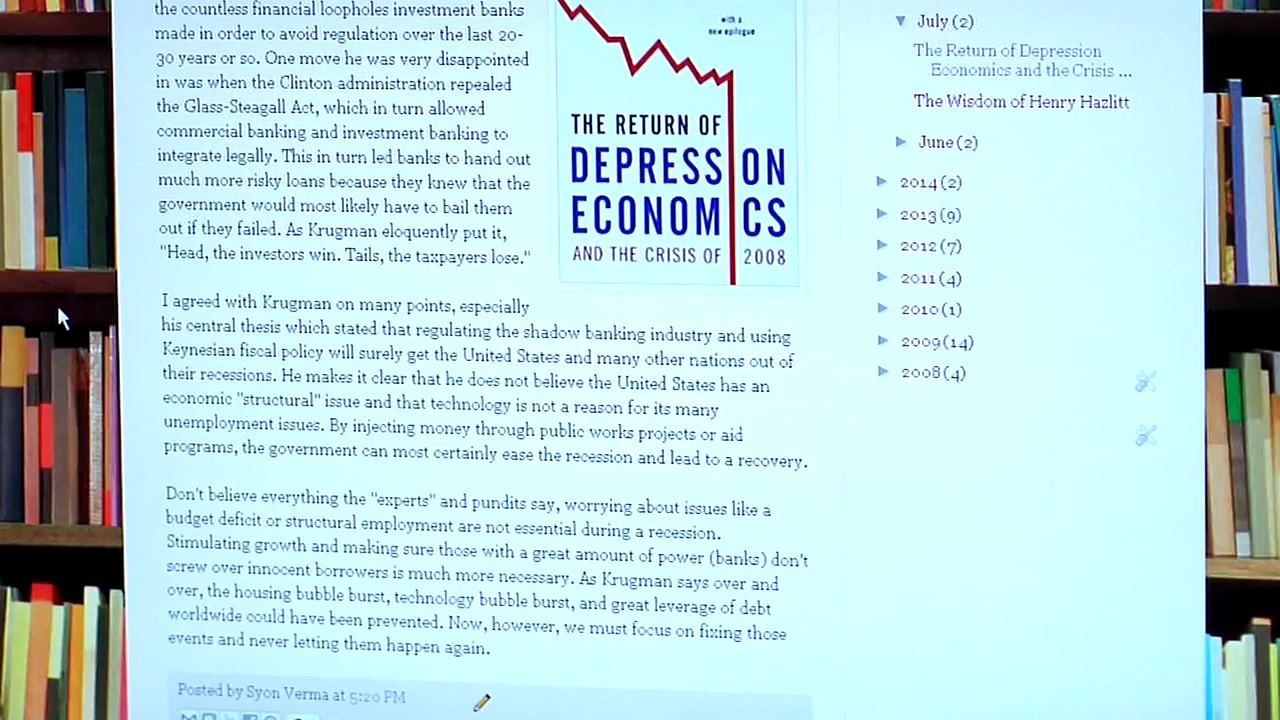 the countless financial loopholes investment banks
made in order to avoid regulation over the last 20-
30 years or so. One move he was very disappointed
in was when the Clinton administration repealed
the Glass-Steagall Act, which in turn allowed
commercial banking and investment banking to
integrate legally. This in turn led banks to hand out
much more risky loans because they knew that the
government would most likely have to bail them
out if they failed. As Krugman eloquently put it,
"Head, the investors win. Tails, the taxpayers lose."
I agreed with Krugman on many points, especially
his central thesis which stated that regulating the shadow banking industry and using
Keynesian fiscal policy will surely get the United States and many other nations out of
their recessions. He makes it clear that he does not believe the United States has an
economic "structural" issue and that technology is not a reason for its many
unemployment issues. By injecting money through public works projects or aid
programs, the government can most certainly ease the recession and lead to a recovery.
Don't believe everything the "experts" and pundits say, worrying about issues like a
budget deficit or structural employment are not essential during a recession.
Stimulating growth and making sure those with a great amount of power (banks) don't
screw over innocent borrowers is much more necessary. As Krugman says over and
over, the housing bubble burst, technology bubble burst, and great leverage of debt
worldwide could have been prevented. Now, however, we must focus on fixing those
events and never letting them happen again.
Posted by Syon Verma at 5:20 PM
with a
new epilogue
THE RETURN OF
DEPRESSION
ECONOMICS
AND THE CRISIS OF 2008
July (2)
The Return of Depression
Economics and the Crisis ...
The Wisdom of Henry Hazlitt
June (2)
2014 (2)
2013 (9)
2012 (7)
2011 (4)
2010 (1)
2009 (14)
2008 (4)